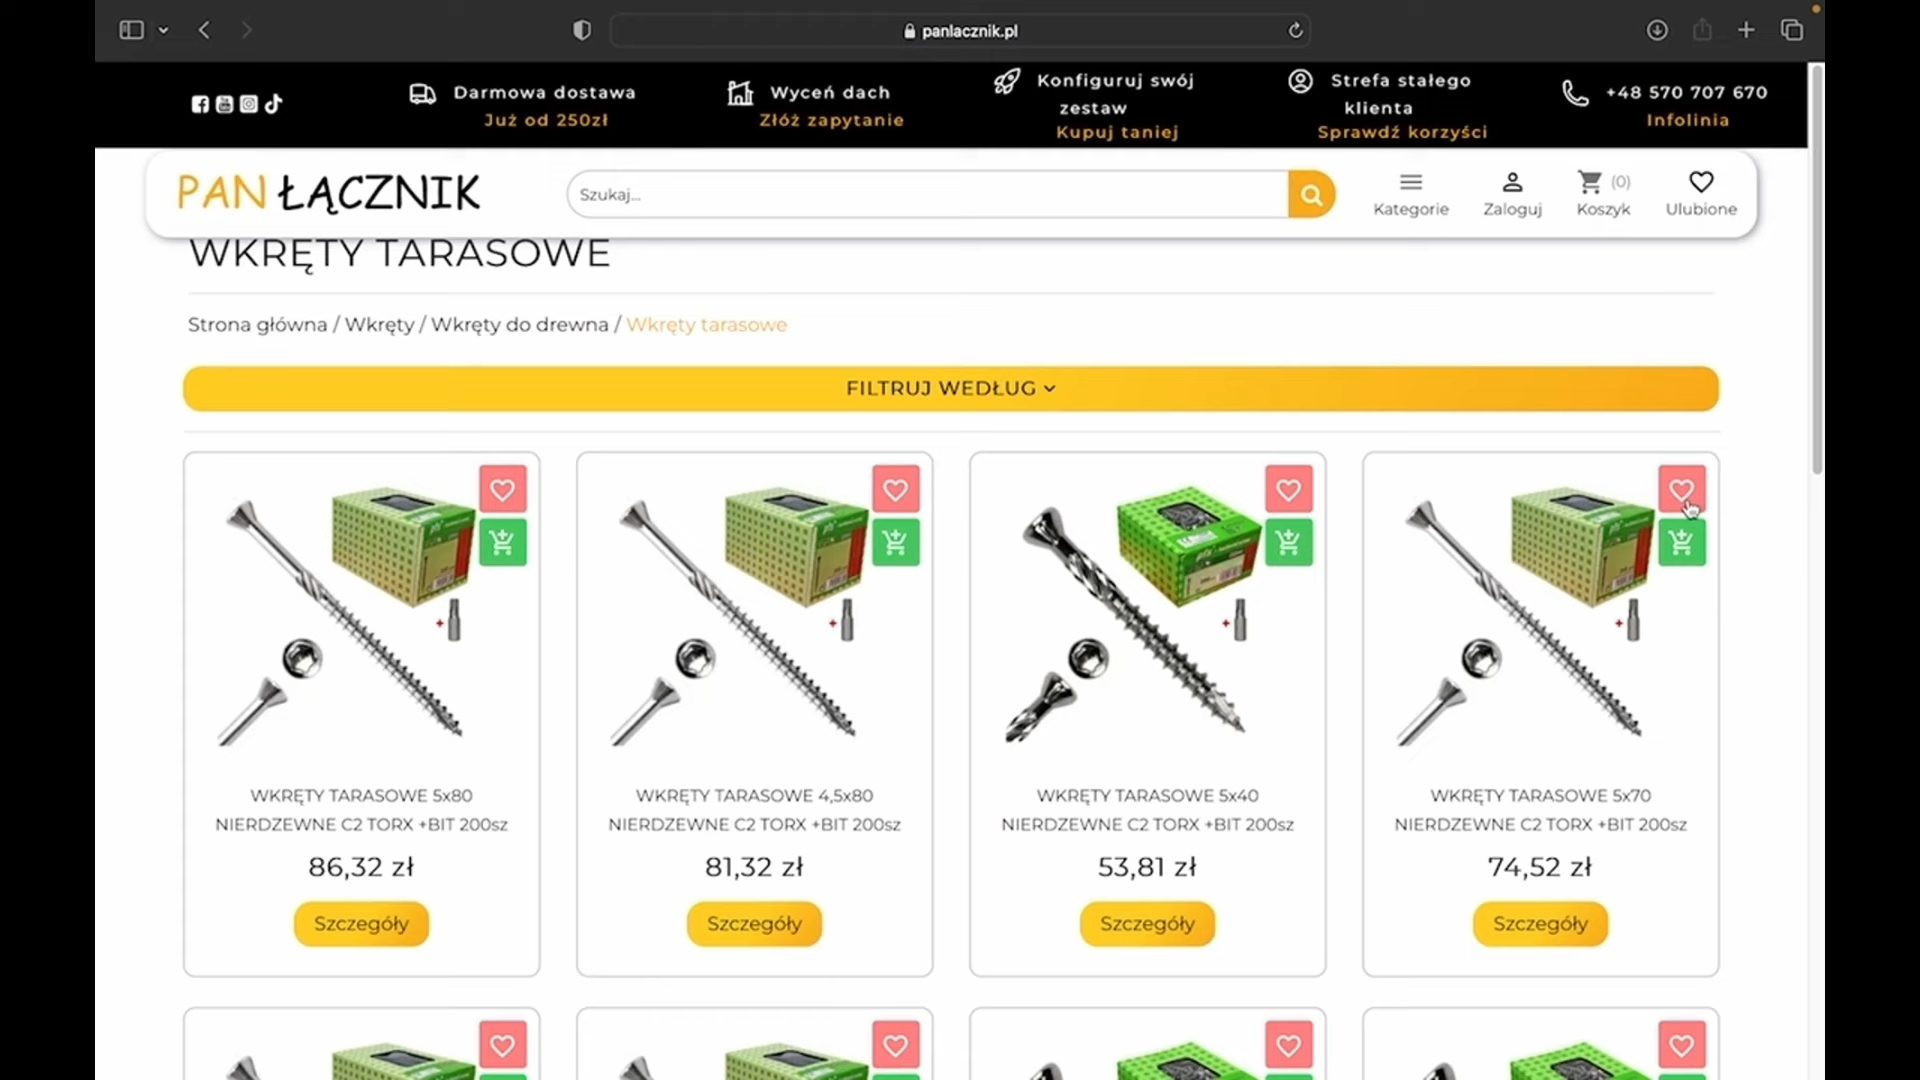 panlacznik.pl
Darmowa dostawa
Już od 250zł
Wyceń dach
Złóż zapytanie
Konfiguruj swój
zestaw
Kupuj taniej
Strefa stałego
klienta
Sprawdź korzyści
+48 570 707 670
Infolinia
PAN ŁĄCZNIK
Szukaj...
Kategorie
Zaloguj
(0)
Koszyk
Ulubione
WKRĘTY TARASOWE
Strona główna / Wkręty / Wkręty do drewna / Wkręty tarasowe
FILTRUJ WEDŁUG
WKRĘTY TARASOWE 5x80
NIERDZEWNE C2 TORX +BIT 200sz
86,32 zł
Szczegóły
WKRĘTY TARASOWE 4,5x80
NIERDZEWNE C2 TORX +BIT 200sz
81,32 zł
Szczegóły
WKRĘTY TARASOWE 5x40
NIERDZEWNE C2 TORX +BIT 200sz
53,81 zł
Szczegóły
WKRĘTY TARASOWE 5x70
NIERDZEWNE C2 TORX +BIT 200sz
74,52 zł
Szczegóły